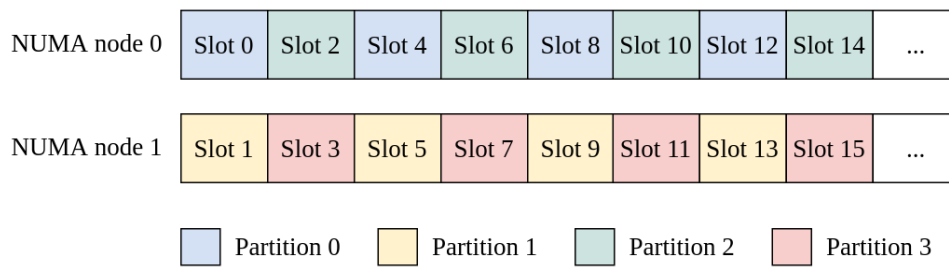 NUMA node 0 Slot 0 Slot 2 Slot 4 Slot 6 Slot 8 Slot 10 Slot 12 Slot 14 ...
NUMA node 1 Slot 1 Slot 3 Slot 5 Slot 7 Slot 9 Slot 11 Slot 13 Slot 15 ...
Partition 0 Partition 1 Partition 2 Partition 3